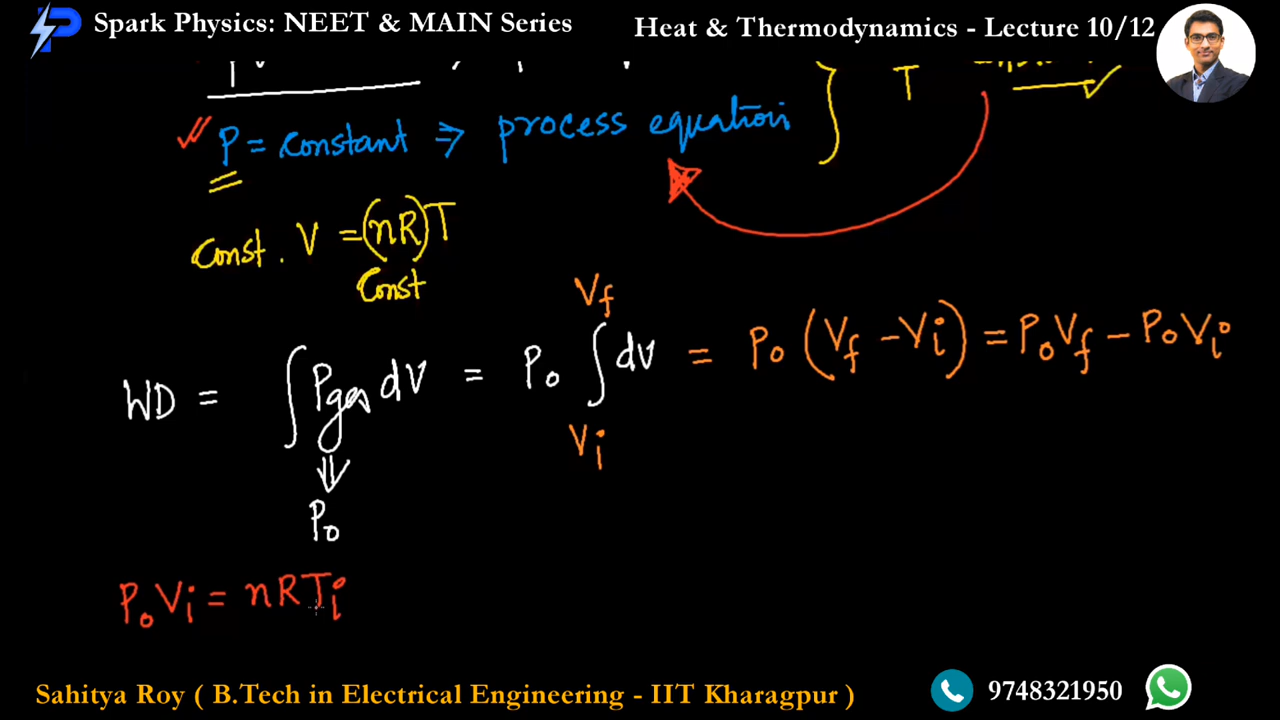 Spark Physics: NEET & MAIN Series
Heat & Thermodynamics - Lecture 10/12
T
P = constant ⇒ process equation
Const. V = (nR)T
Const
WD = ∫ Pgas dV = P₀ ∫ dV = P₀ (Vf - Vi) = P₀Vf - P₀Vi
Vf
Vi
P₀
P₀Vi = nRTi
Sahitya Roy ( B.Tech in Electrical Engineering - IIT Kharagpur )
9748321950